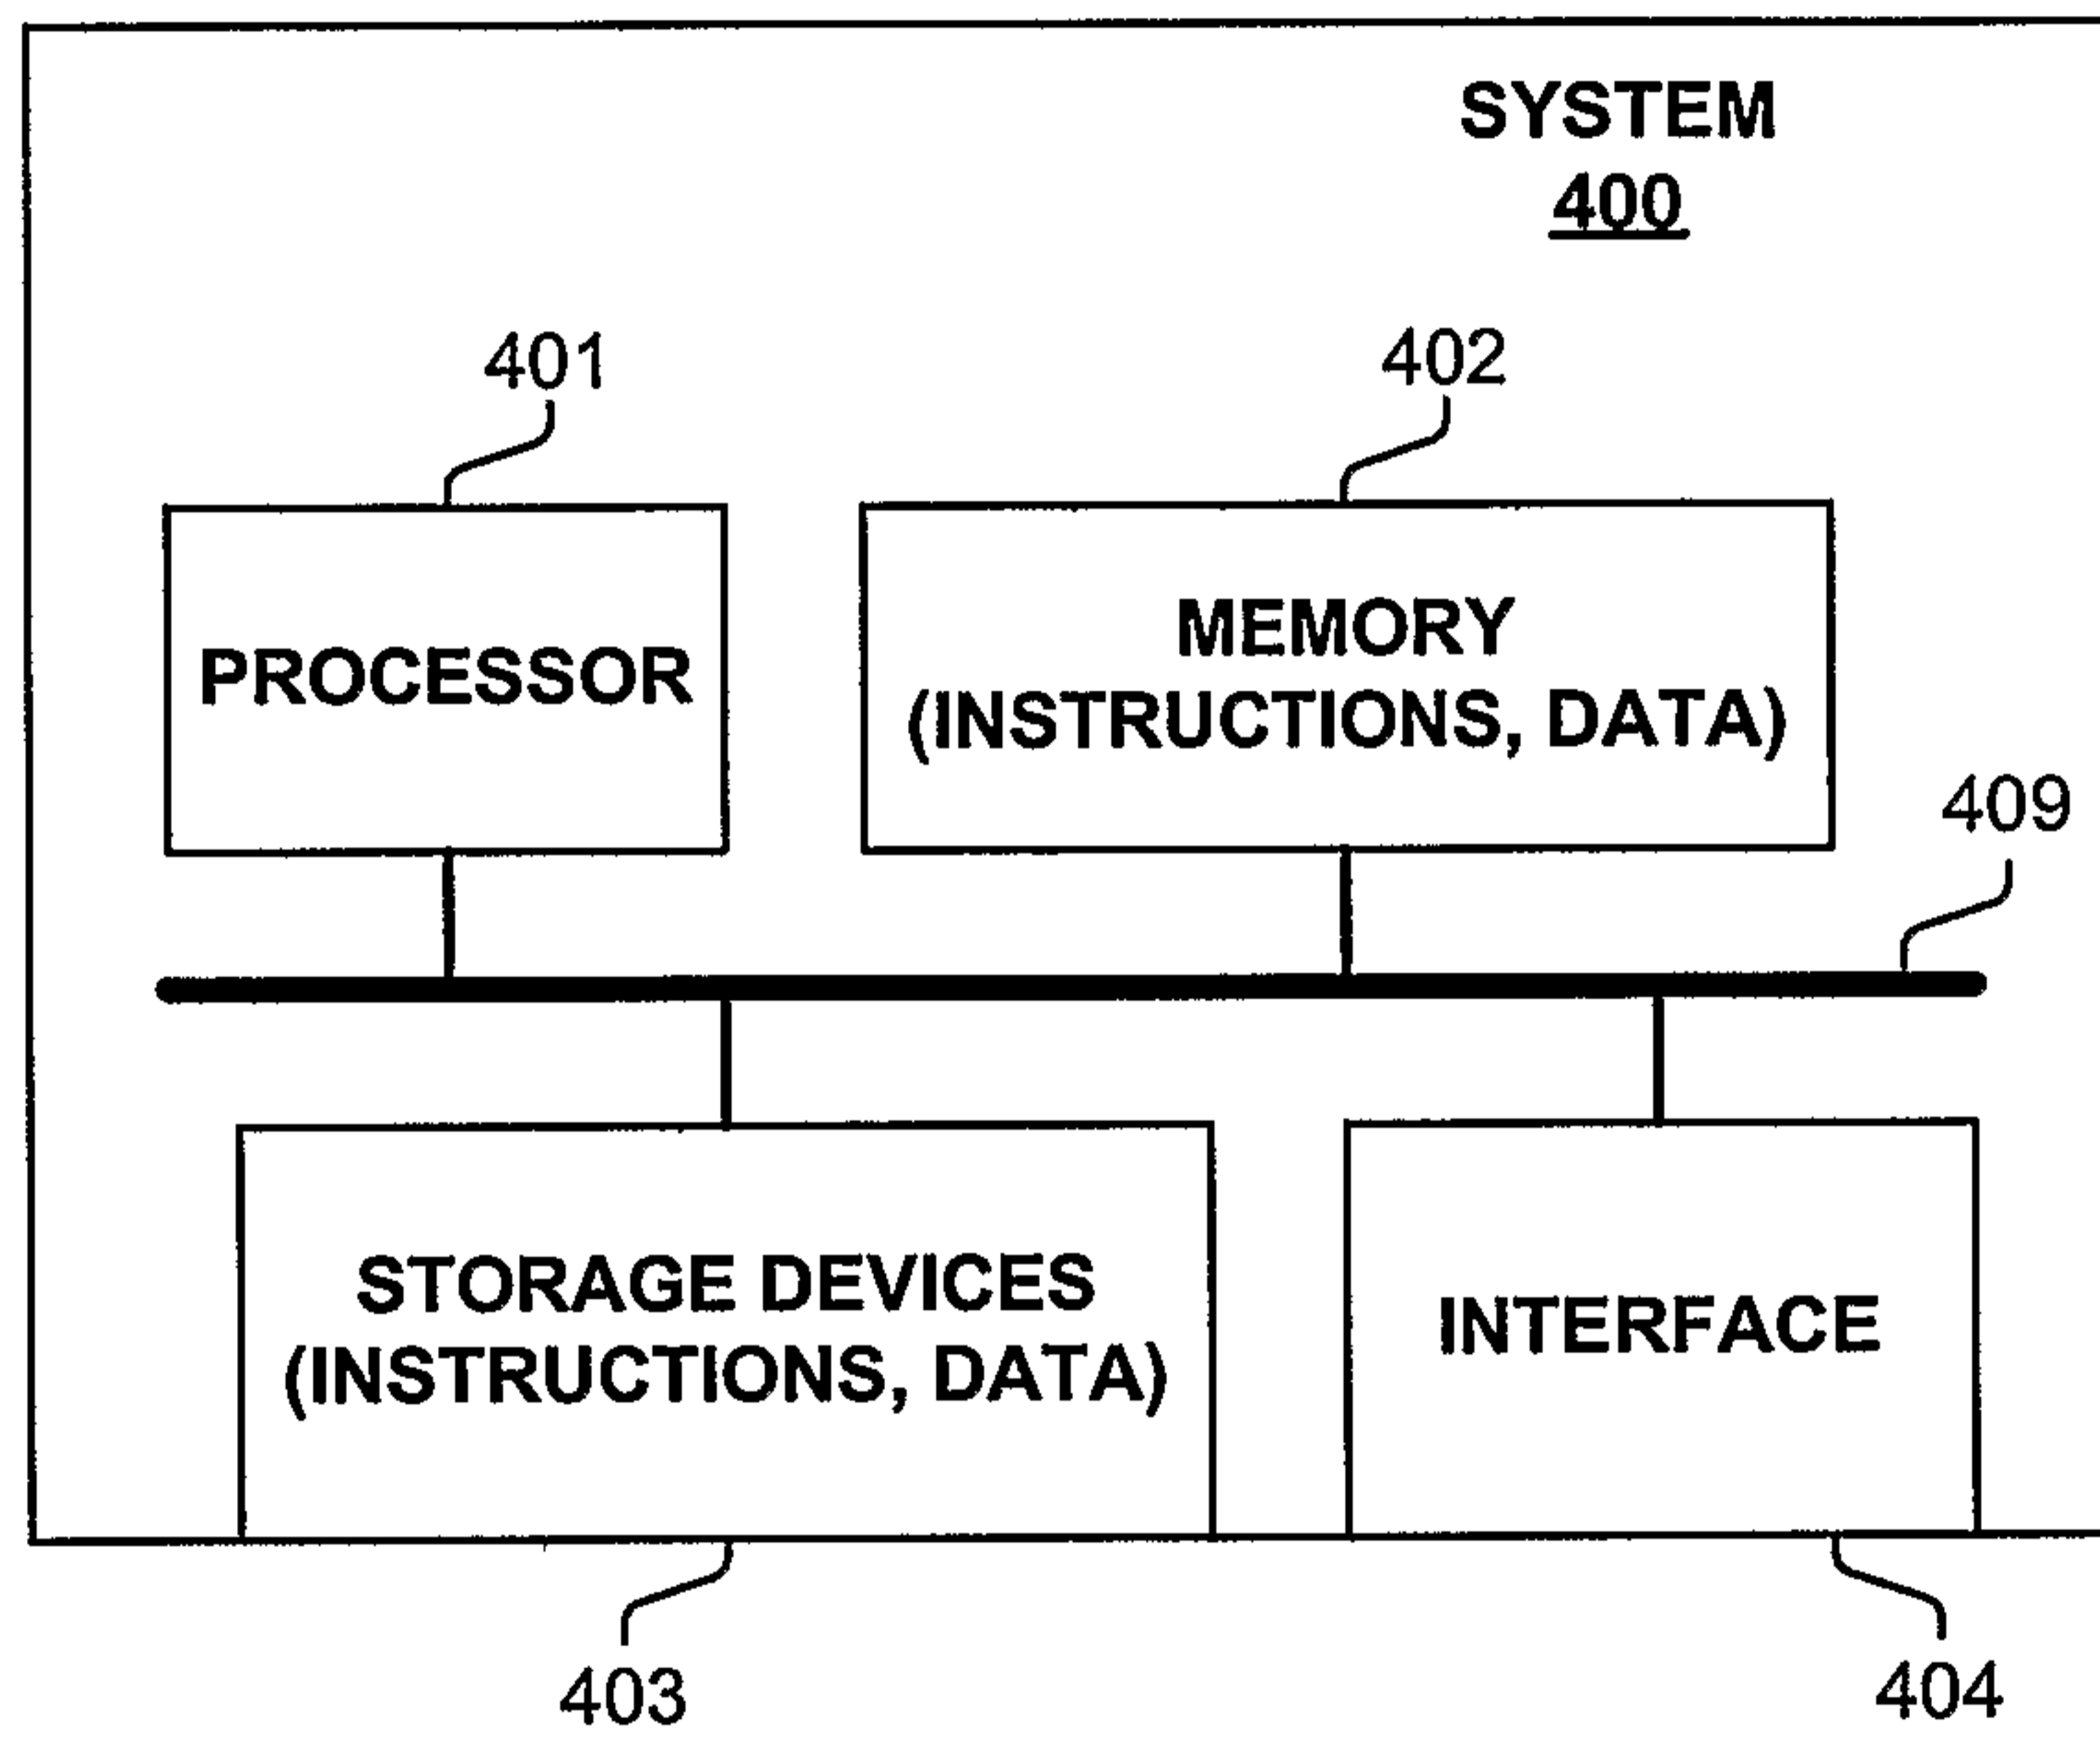 SYSTEM
400
401
402
PROCESSOR
MEMORY
(INSTRUCTIONS, DATA)
409
STORAGE DEVICES
(INSTRUCTIONS, DATA)
INTERFACE
403
404